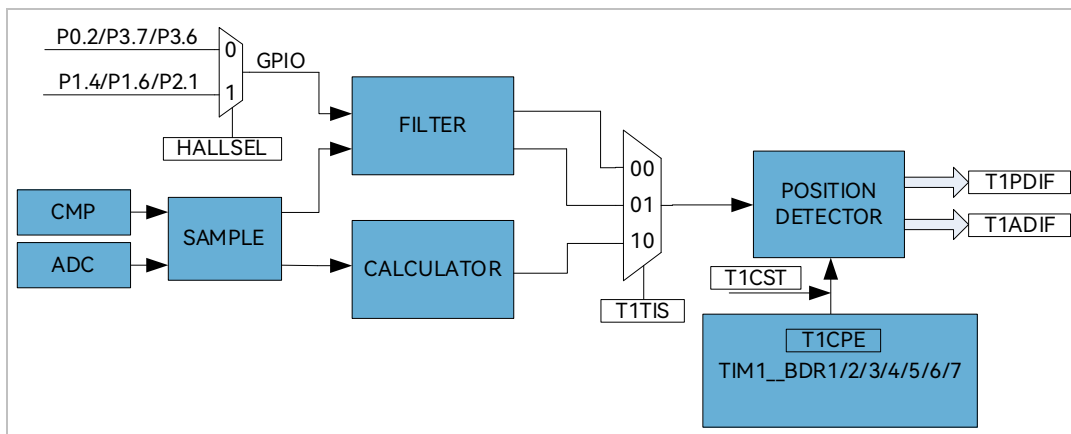 P0.2/P3.7/P3.6
0
GPIO
P1.4/P1.6/P2.1
1
HALLSEL
FILTER
CMP
ADC
SAMPLE
CALCULATOR
00
01
10
T1TIS
POSITION
DETECTOR
T1PDIF
T1ADIF
T1CST
T1CPE
TIM1__BDR1/2/3/4/5/6/7